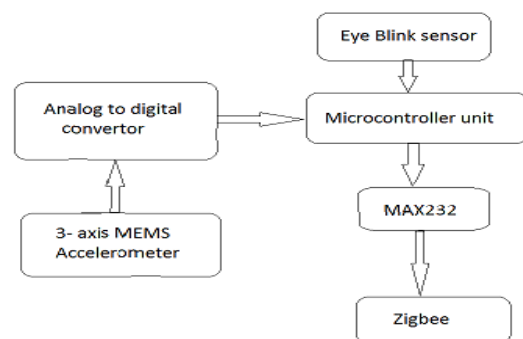 Eye Blink sensor
Analog to digital
convertor
Microcontroller unit
MAX232
3- axis MEMS
Accelerometer
Zigbee